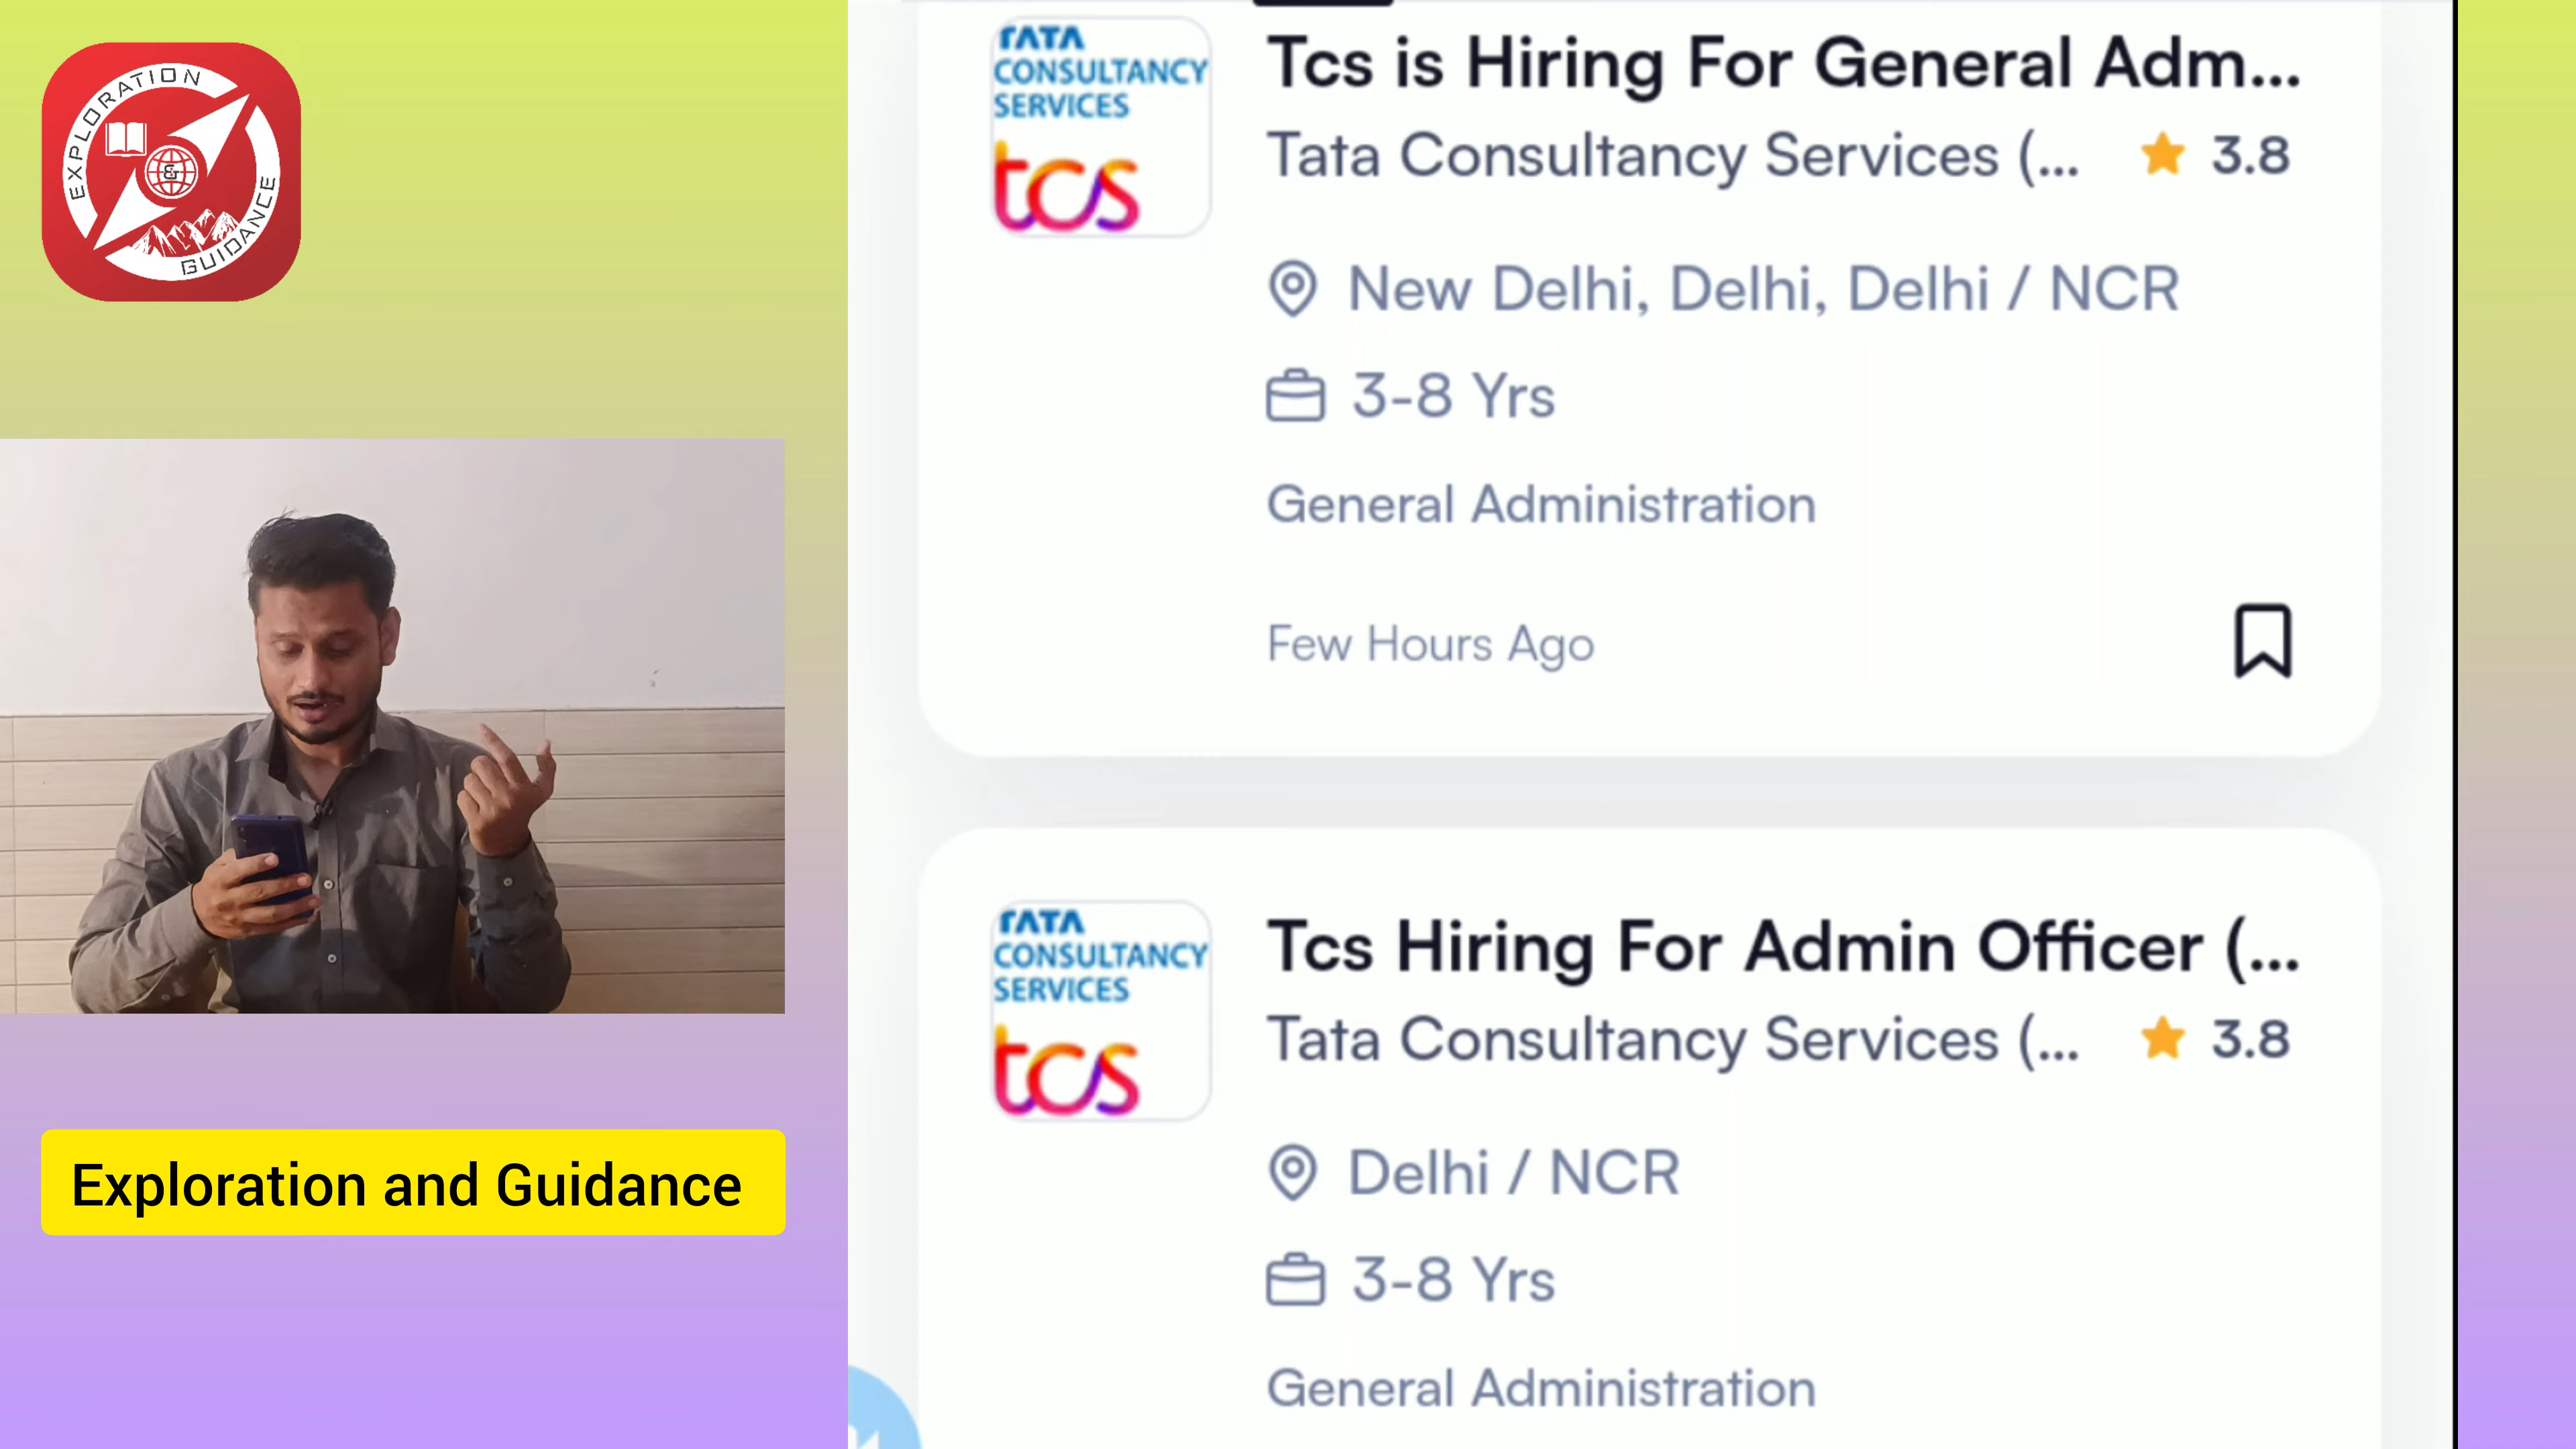 EXPLORATION
&
GUIDANCE
Exploration and Guidance
TATA
CONSULTANCY
SERVICES
tcs
Tcs is Hiring For General Adm...
Tata Consultancy Services (...
3.8
New Delhi, Delhi, Delhi / NCR
3-8 Yrs
General Administration
Few Hours Ago
TATA
CONSULTANCY
SERVICES
tcs
Tcs Hiring For Admin Officer (...
Tata Consultancy Services (...
3.8
Delhi / NCR
3-8 Yrs
General Administration